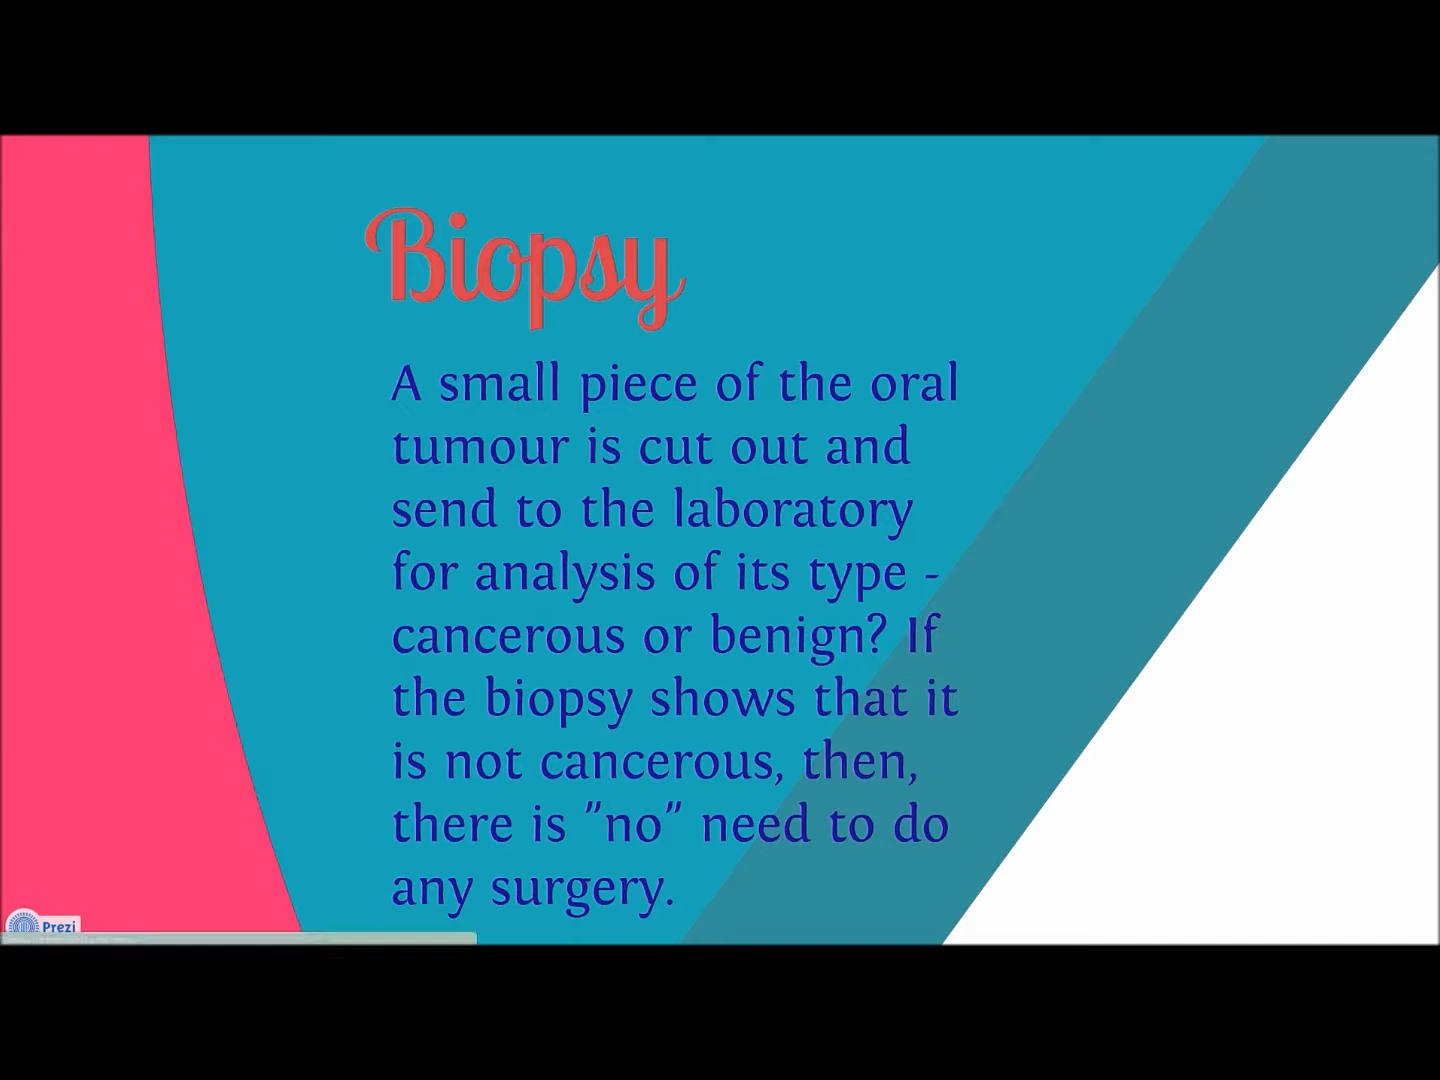 Biopsy
A small piece of the oral
tumour is cut out and
send to the laboratory
for analysis of its type -
cancerous or benign? If
the biopsy shows that it
is not cancerous, then,
there is "no" need to do
any surgery.
Prezi